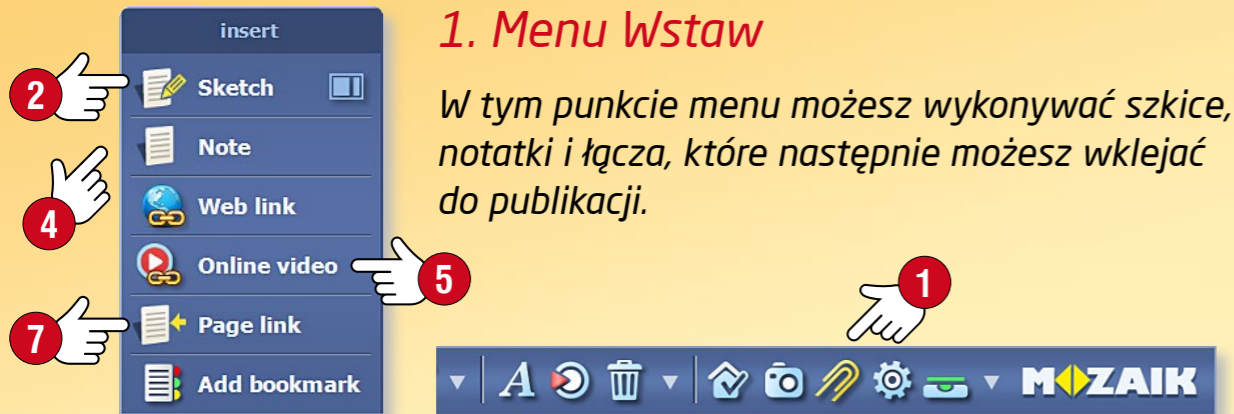 insert
2
Sketch
Note
4
Web link
Online video
5
7
Page link
Add bookmark
1. Menu Wstaw
W tym punkcie menu możesz wykonywać szkice,
notatki i łącza, które następnie możesz wklejać
do publikacji.
1
A
MOZAIK